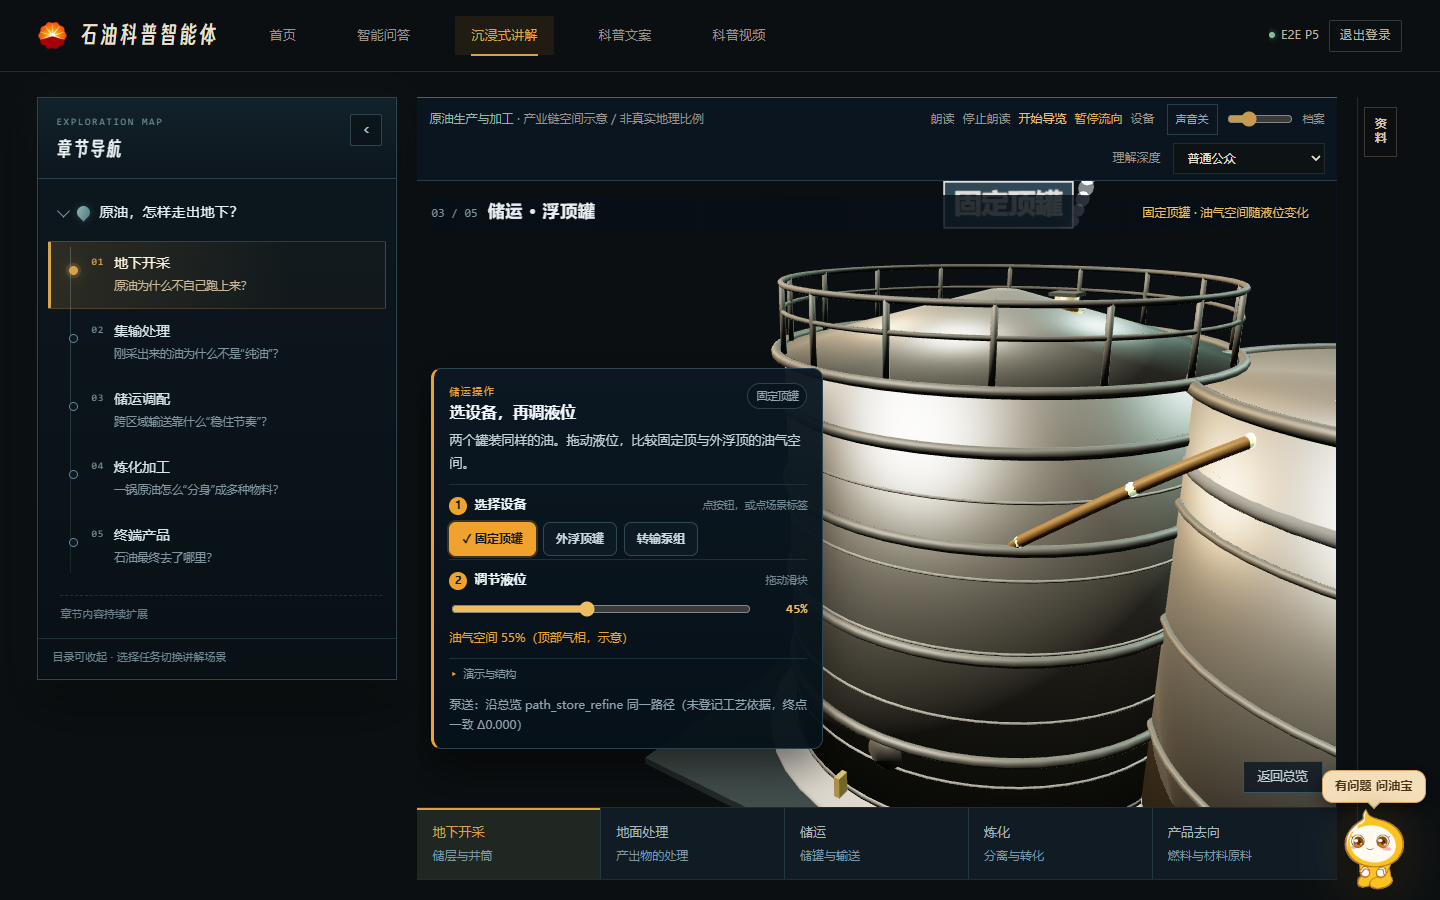 石油科普智能体
首页
智能问答
沉浸式讲解
科普文案
科普视频
E2E P5
退出登录
EXPLORATION MAP
章节导航
原油，怎样走出地下？
01 地下开采
原油为什么不自己跑上来？
02 集输处理
刚采出来的油为什么不是“纯油”？
03 储运调配
跨区域输送靠什么“稳住节奏”？
04 炼化加工
一锅原油怎么“分身”成多种物料？
05 终端产品
石油最终去了哪里？
章节内容持续扩展
目录可收起 · 选择任务切换讲解场景
原油生产与加工 · 产业链空间示意 / 非真实地理比例
朗读 停止朗读 开始导览 暂停流向 设备 声音关 档案
理解深度 普通公众
资料
03 / 05 储运 • 浮顶罐
固定顶罐
固定顶罐 · 油气空间随液位变化
储运操作
固定顶罐
选设备，再调液位
两个罐装同样的油。拖动液位，比较固定顶与外浮顶的油气空
间。
1 选择设备
点按钮，或点场景标签
✓ 固定顶罐
外浮顶罐
转输泵组
2 调节液位
拖动滑块
45%
油气空间 55%（顶部气相，示意）
▸ 演示与结构
泵送：沿总览 path_store_refine 同一路径（未登记工艺依据，终点
一致 Δ0.000）
返回总览
有问题 问油宝
地下开采
储层与井筒
地面处理
产出物的处理
储运
储罐与输送
炼化
分离与转化
产品去向
燃料与材料原料